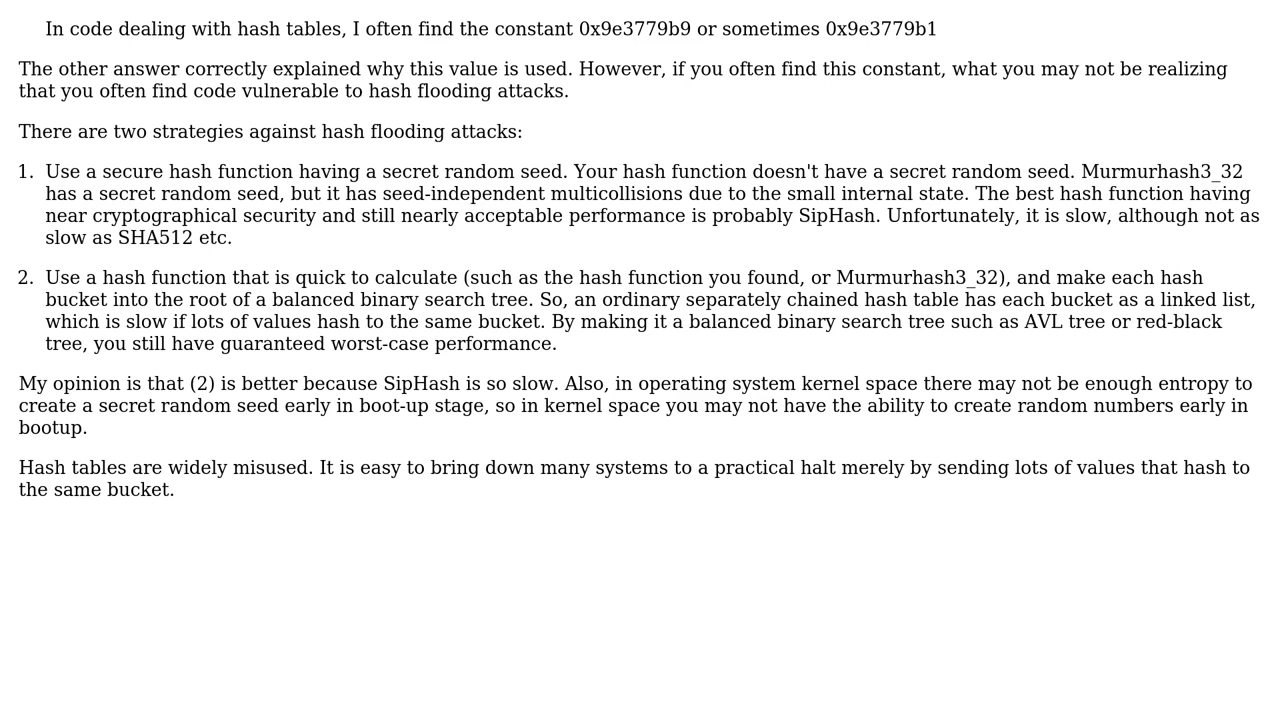 In code dealing with hash tables, I often find the constant 0x9e3779b9 or sometimes 0x9e3779b1
The other answer correctly explained why this value is used. However, if you often find this constant, what you may not be realizing
that you often find code vulnerable to hash flooding attacks.
There are two strategies against hash flooding attacks:
1. Use a secure hash function having a secret random seed. Your hash function doesn't have a secret random seed. Murmurhash3_32
has a secret random seed, but it has seed-independent multicollisions due to the small internal state. The best hash function having
near cryptographical security and still nearly acceptable performance is probably SipHash. Unfortunately, it is slow, although not as
slow as SHA512 etc.
2. Use a hash function that is quick to calculate (such as the hash function you found, or Murmurhash3_32), and make each hash
bucket into the root of a balanced binary search tree. So, an ordinary separately chained hash table has each bucket as a linked list,
which is slow if lots of values hash to the same bucket. By making it a balanced binary search tree such as AVL tree or red-black
tree, you still have guaranteed worst-case performance.
My opinion is that (2) is better because SipHash is so slow. Also, in operating system kernel space there may not be enough entropy to
create a secret random seed early in boot-up stage, so in kernel space you may not have the ability to create random numbers early in
bootup.
Hash tables are widely misused. It is easy to bring down many systems to a practical halt merely by sending lots of values that hash to
the same bucket.